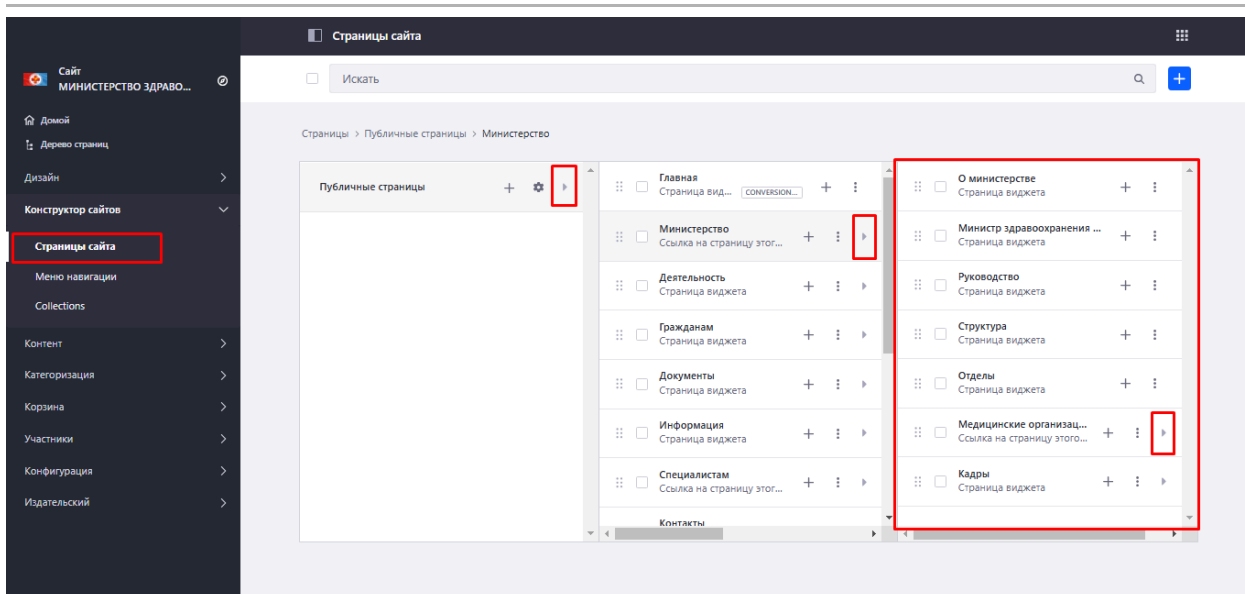 Страницы сайта
Сайт
МИНИСТЕРСТВО ЗДРАВО...
Искать
Домой
Дерево страниц
Дизайн
Конструктор сайтов
Страницы сайта
Меню навигации
Collections
Контент
Категоризация
Корзина
Участники
Конфигурация
Издательский
Страницы > Публичные страницы > Министерство
Публичные страницы
Главная
Страница вид... CONVERSION...
Министерство
Ссылка на страницу этог...
Деятельность
Страница виджета
Гражданам
Страница виджета
Документы
Страница виджета
Информация
Страница виджета
Специалистам
Ссылка на страницу этог...
Контакты
О министерстве
Страница виджета
Министр здравоохранения ...
Страница виджета
Руководство
Страница виджета
Структура
Страница виджета
Отделы
Страница виджета
Медицинские организац...
Ссылка на страницу этого...
Кадры
Страница виджета